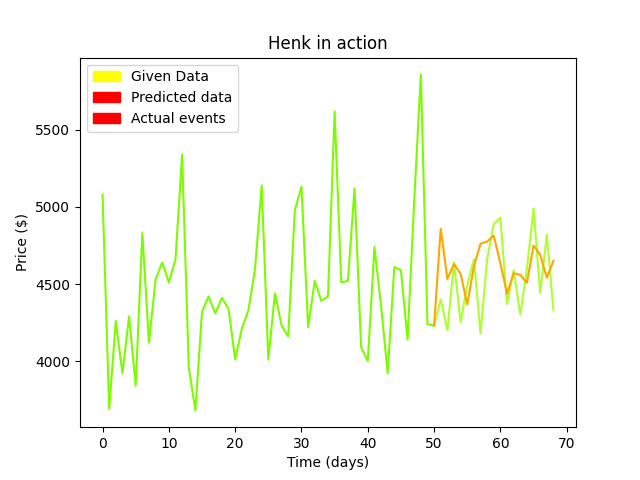 Henk in action
Given Data
Predicted data
Actual events
5500
5000
4500
4000
Price ($)
0 10 20 30 40 50 60 70
Time (days)